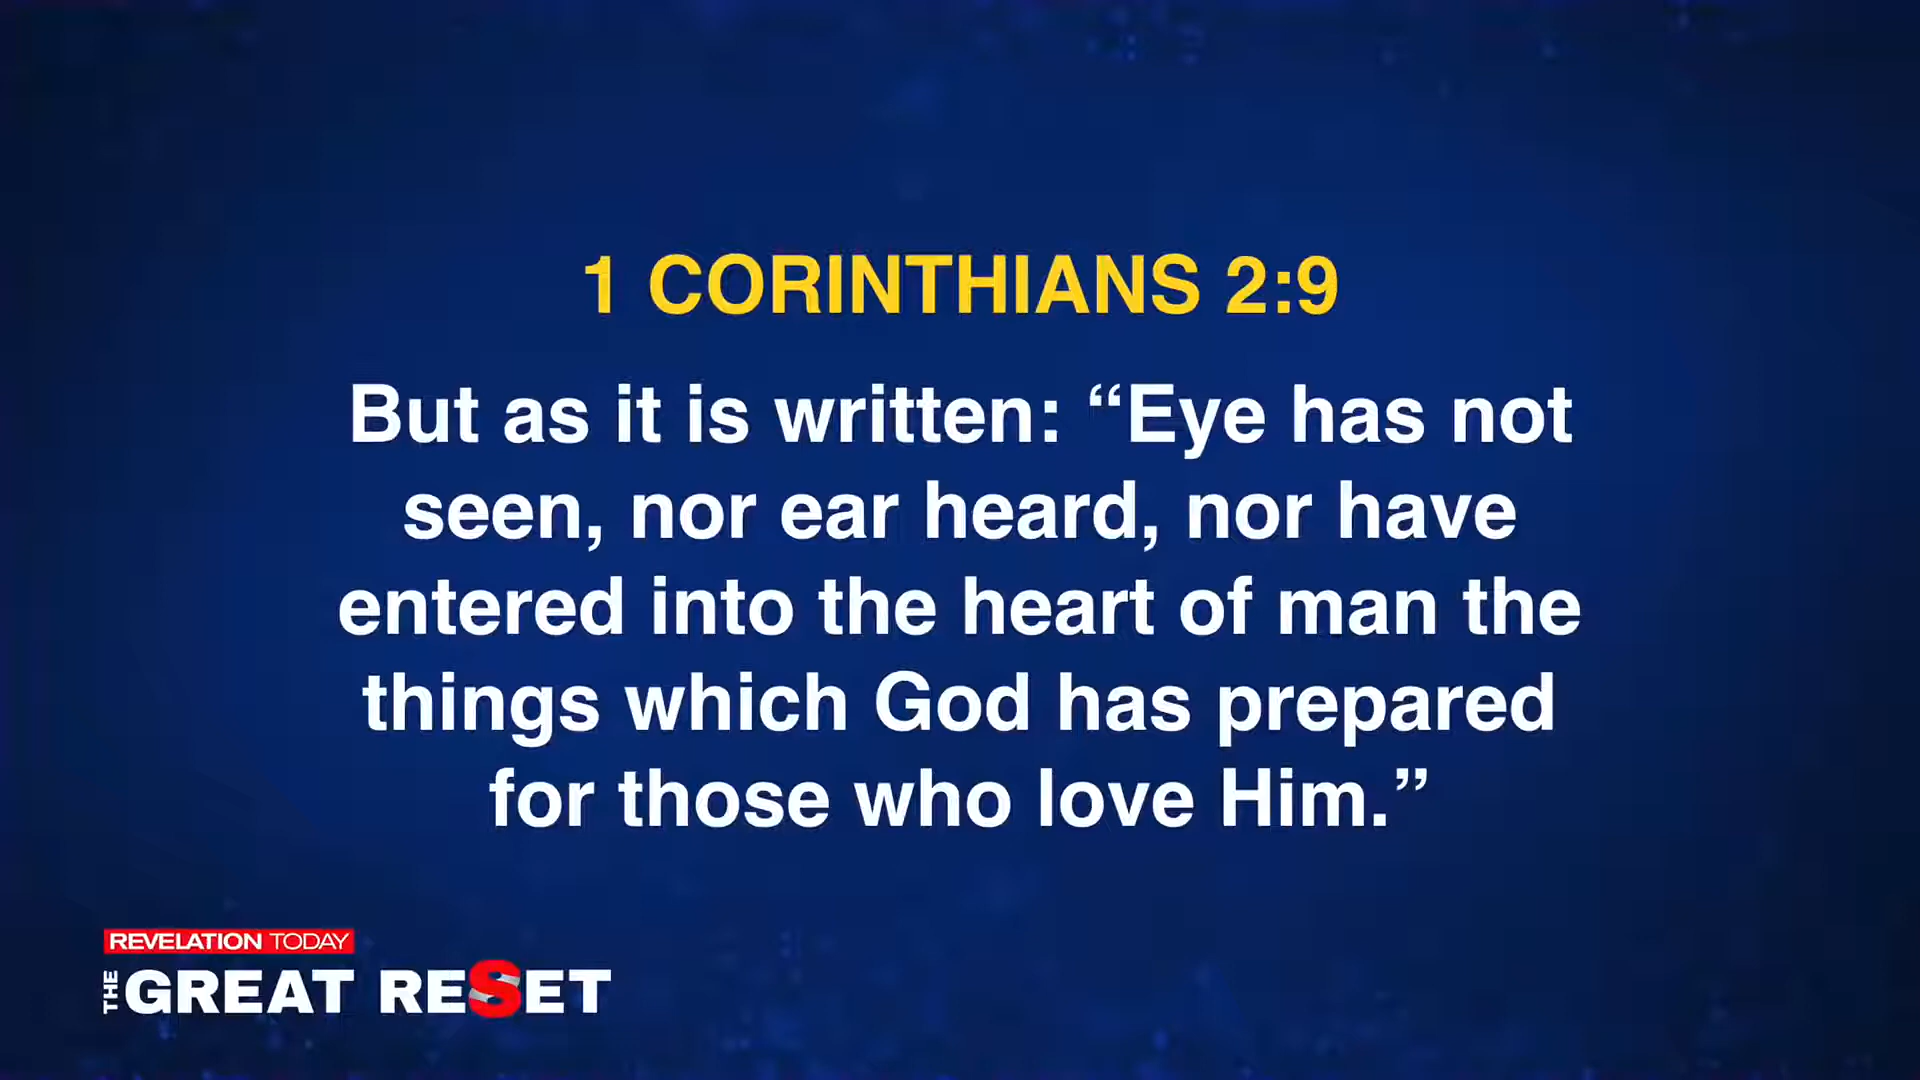 1 CORINTHIANS 2:9
But as it is written: “Eye has not
seen, nor ear heard, nor have
entered into the heart of man the
things which God has prepared
for those who love Him.”
REVELATION TODAY
THE GREAT RESET